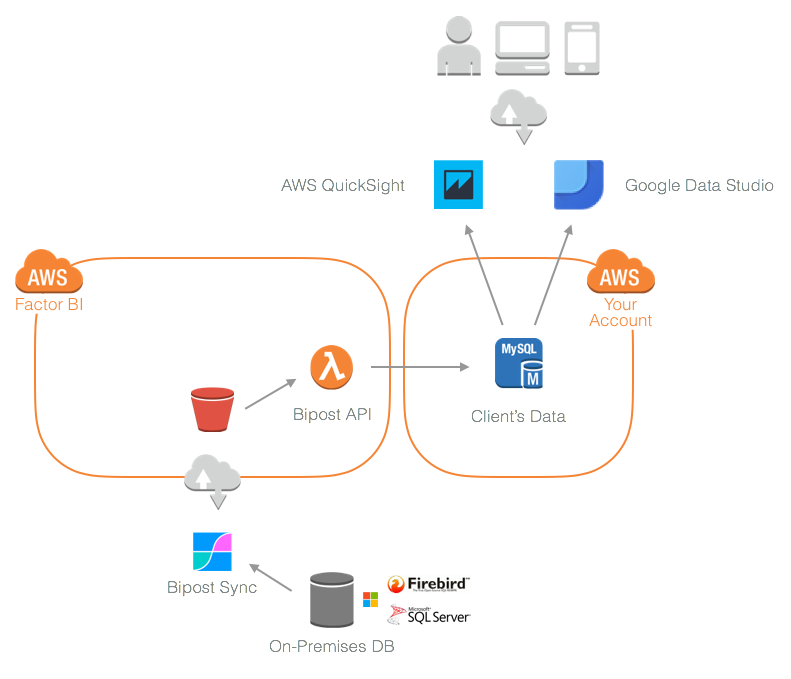 AWS QuickSight
Google Data Studio
AWS
Factor BI
AWS
Your
Account
MySQL
M
λ
Bipost API
Client's Data
Bipost Sync
Firebird™
Microsoft®
SQL Server
On-Premises DB